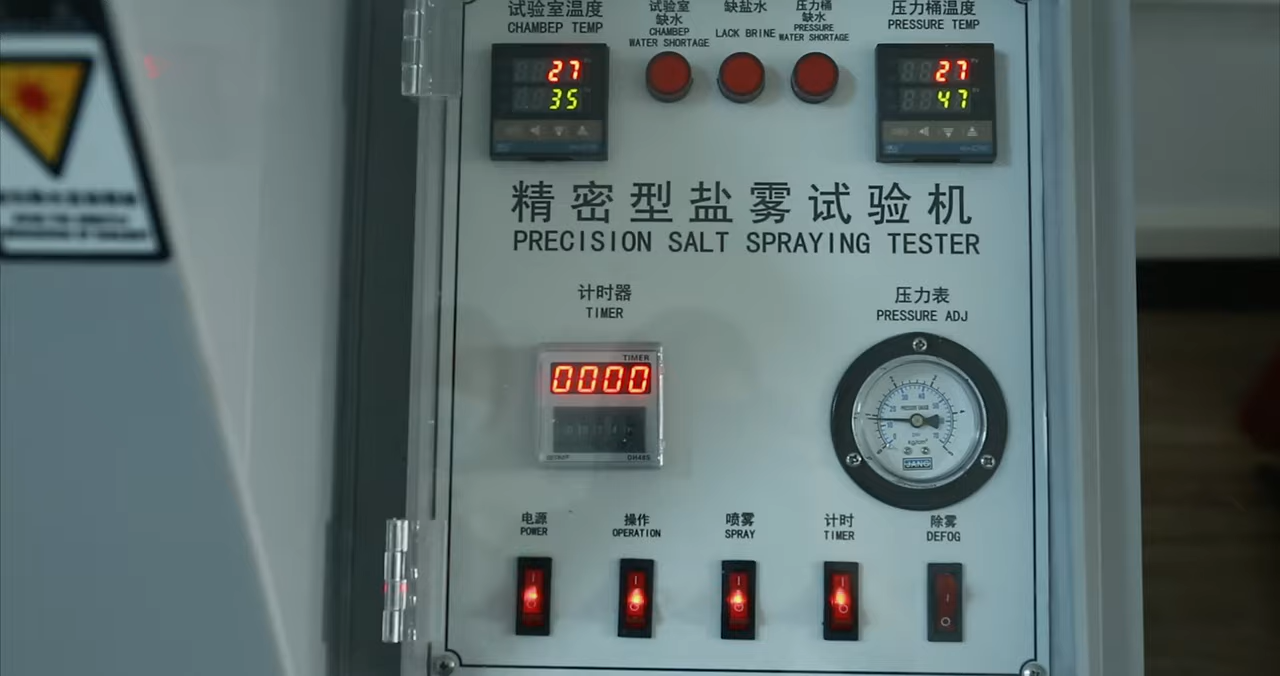 试验室温度
CHAMBEP TEMP
27
35
试验室
缺水
CHAMBEP
WATER SHORTAGE
缺盐水
LACK BRINE
压力桶
缺水
PRESSURE
WATER SHORTAGE
压力桶温度
PRESSURE TEMP
27
47
精密型盐雾试验机
PRECISION SALT SPRAYING TESTER
计时器
TIMER
TIMER
0000
DH48S
压力表
PRESSURE ADJ
电源
POWER
操作
OPERATION
喷雾
SPRAY
计时
TIMER
除雾
DEFOG